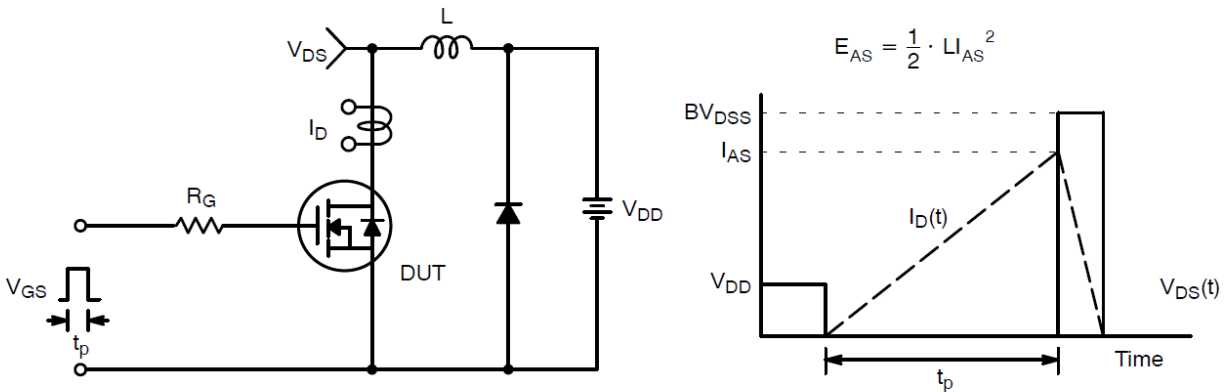 L
V_DS
I_D
R_G
V_DD
DUT
V_GS
t_p
E_AS = 1/2 · LI_AS^2
BV_DSS
I_AS
I_D(t)
V_DD
V_DS(t)
t_p
Time